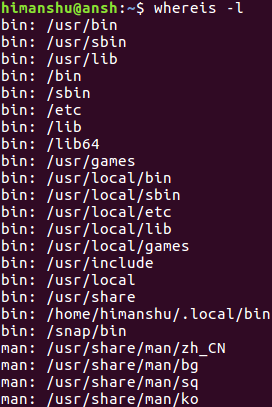 himanshu@ansh:~$ whereis -l
bin: /usr/bin
bin: /usr/sbin
bin: /usr/lib
bin: /bin
bin: /sbin
bin: /etc
bin: /lib
bin: /lib64
bin: /usr/games
bin: /usr/local/bin
bin: /usr/local/sbin
bin: /usr/local/etc
bin: /usr/local/lib
bin: /usr/local/games
bin: /usr/include
bin: /usr/local
bin: /usr/share
bin: /home/himanshu/.local/bin
bin: /snap/bin
man: /usr/share/man/zh_CN
man: /usr/share/man/bg
man: /usr/share/man/sq
man: /usr/share/man/ko